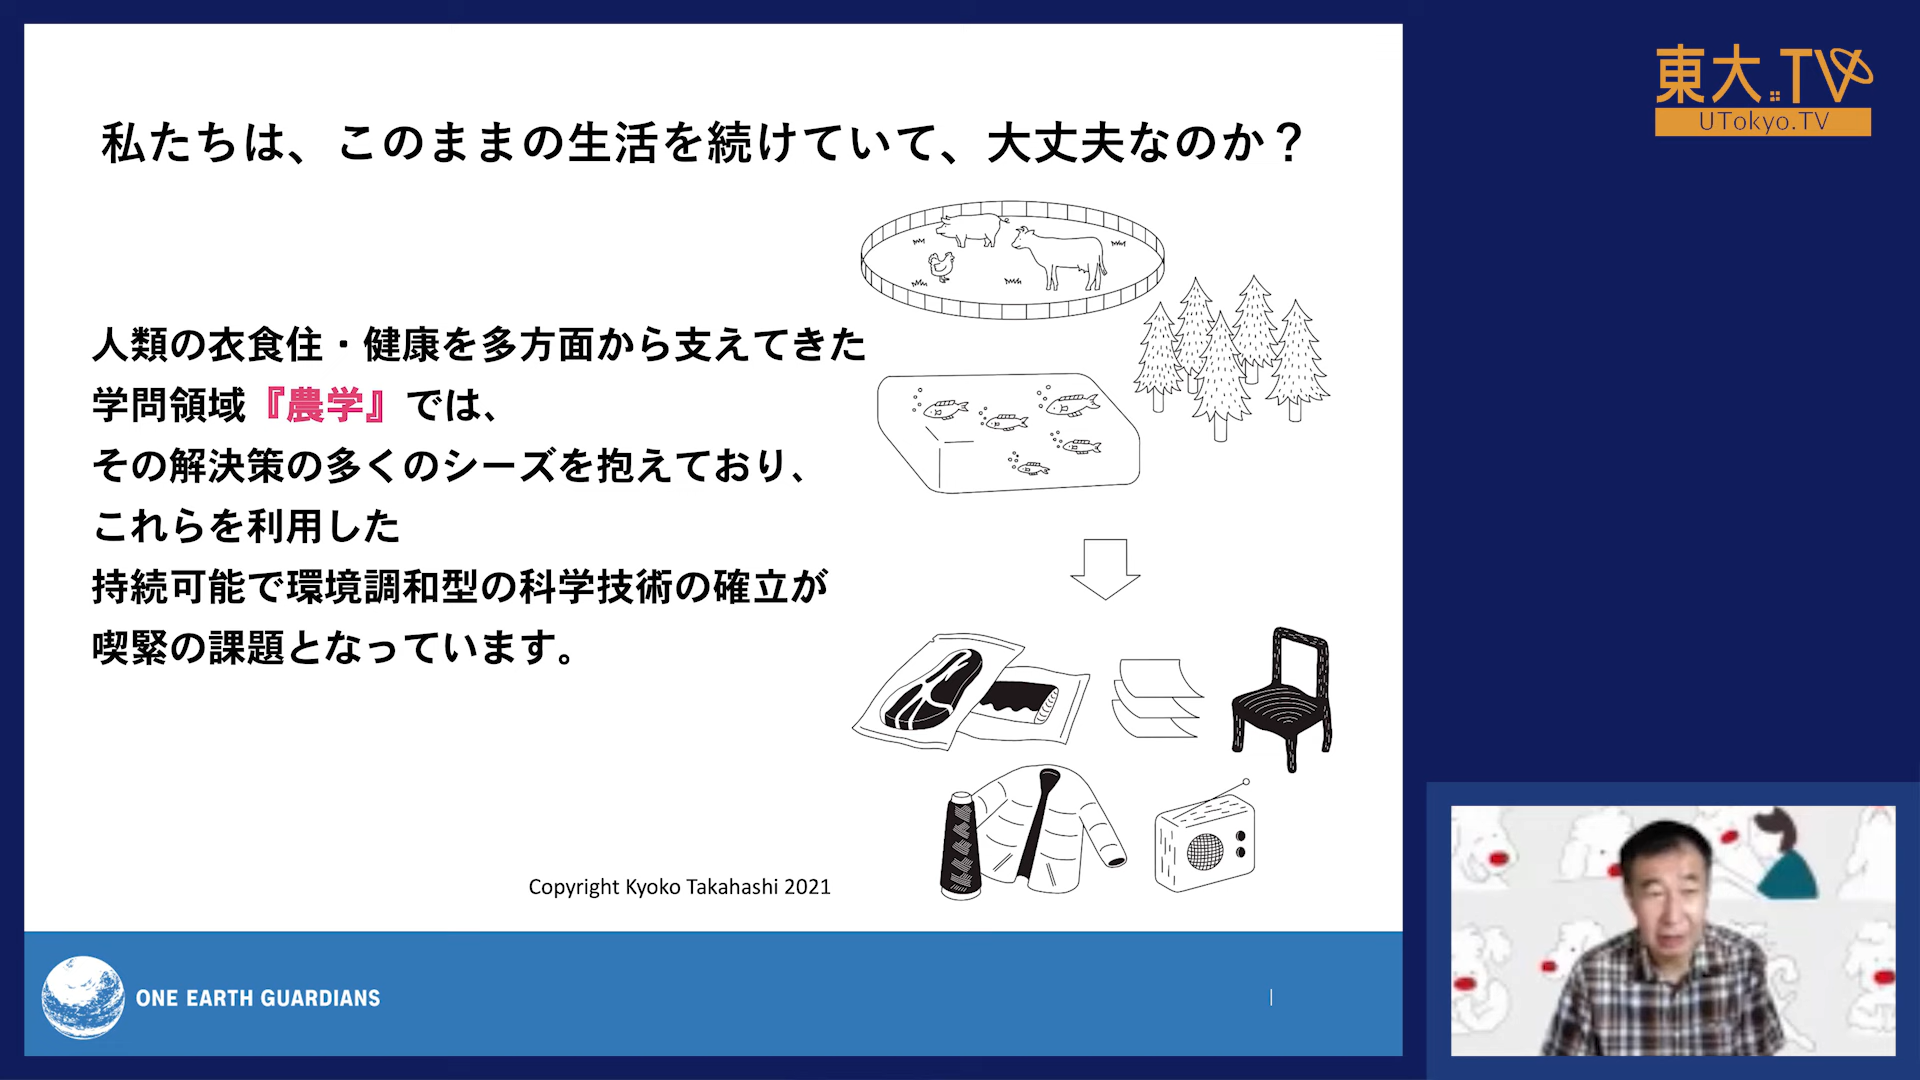 私たちは、このままの生活を続けていて、大丈夫なのか？
人類の衣食住・健康を多方面から支えてきた
学問領域『農学』では、
その解決策の多くのシーズを抱えており、
これらを利用した
持続可能で環境調和型の科学技術の確立が
喫緊の課題となっています。
Copyright Kyoko Takahashi 2021
ONE EARTH GUARDIANS
東大TV
UTokyo.TV